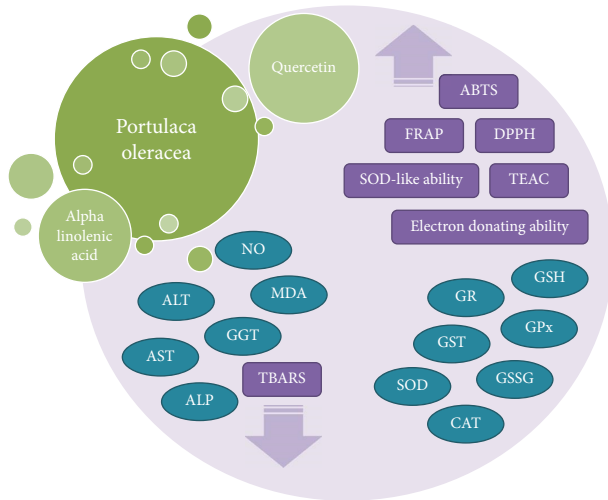 Quercetin
Portulaca
oleracea
Alpha
linolenic
acid
ABTS
FRAP
DPPH
SOD-like ability
TEAC
Electron donating ability
NO
ALT
MDA
GGT
AST
TBARS
ALP
GSH
GR
GPx
GST
GSSG
SOD
CAT